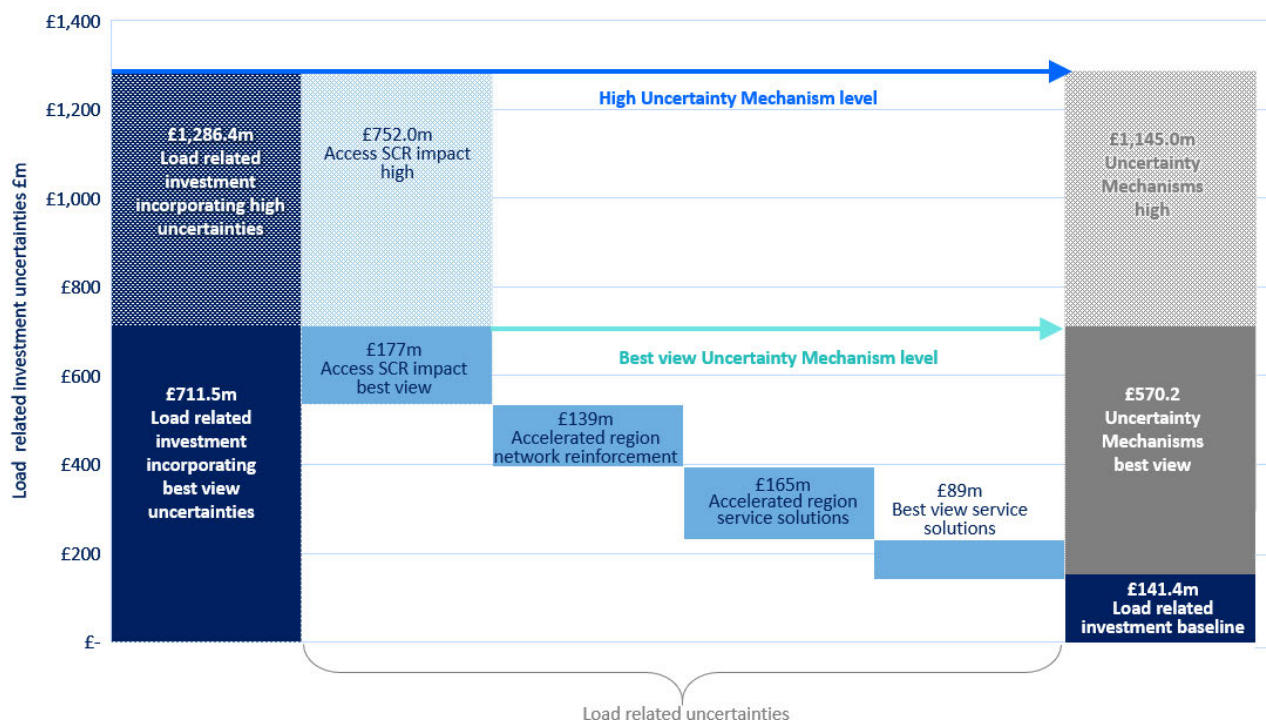 Load related investment uncertainties £m
£1,400
£1,200
£1,000
£800
£600
£400
£200
£-
£1,286.4m
Load related
investment
incorporating high
uncertainties
£711.5m
Load related
investment
incorporating
best view
uncertainties
£752.0m
Access SCR impact
high
£177m
Access SCR impact
best view
High Uncertainty Mechanism level
Best view Uncertainty Mechanism level
£139m
Accelerated region
network reinforcement
£165m
Accelerated region
service solutions
£89m
Best view service
solutions
£1,145.0m
Uncertainty
Mechanisms
high
£570.2
Uncertainty
Mechanisms
best view
£141.4m
Load related
investment baseline
Load related uncertainties